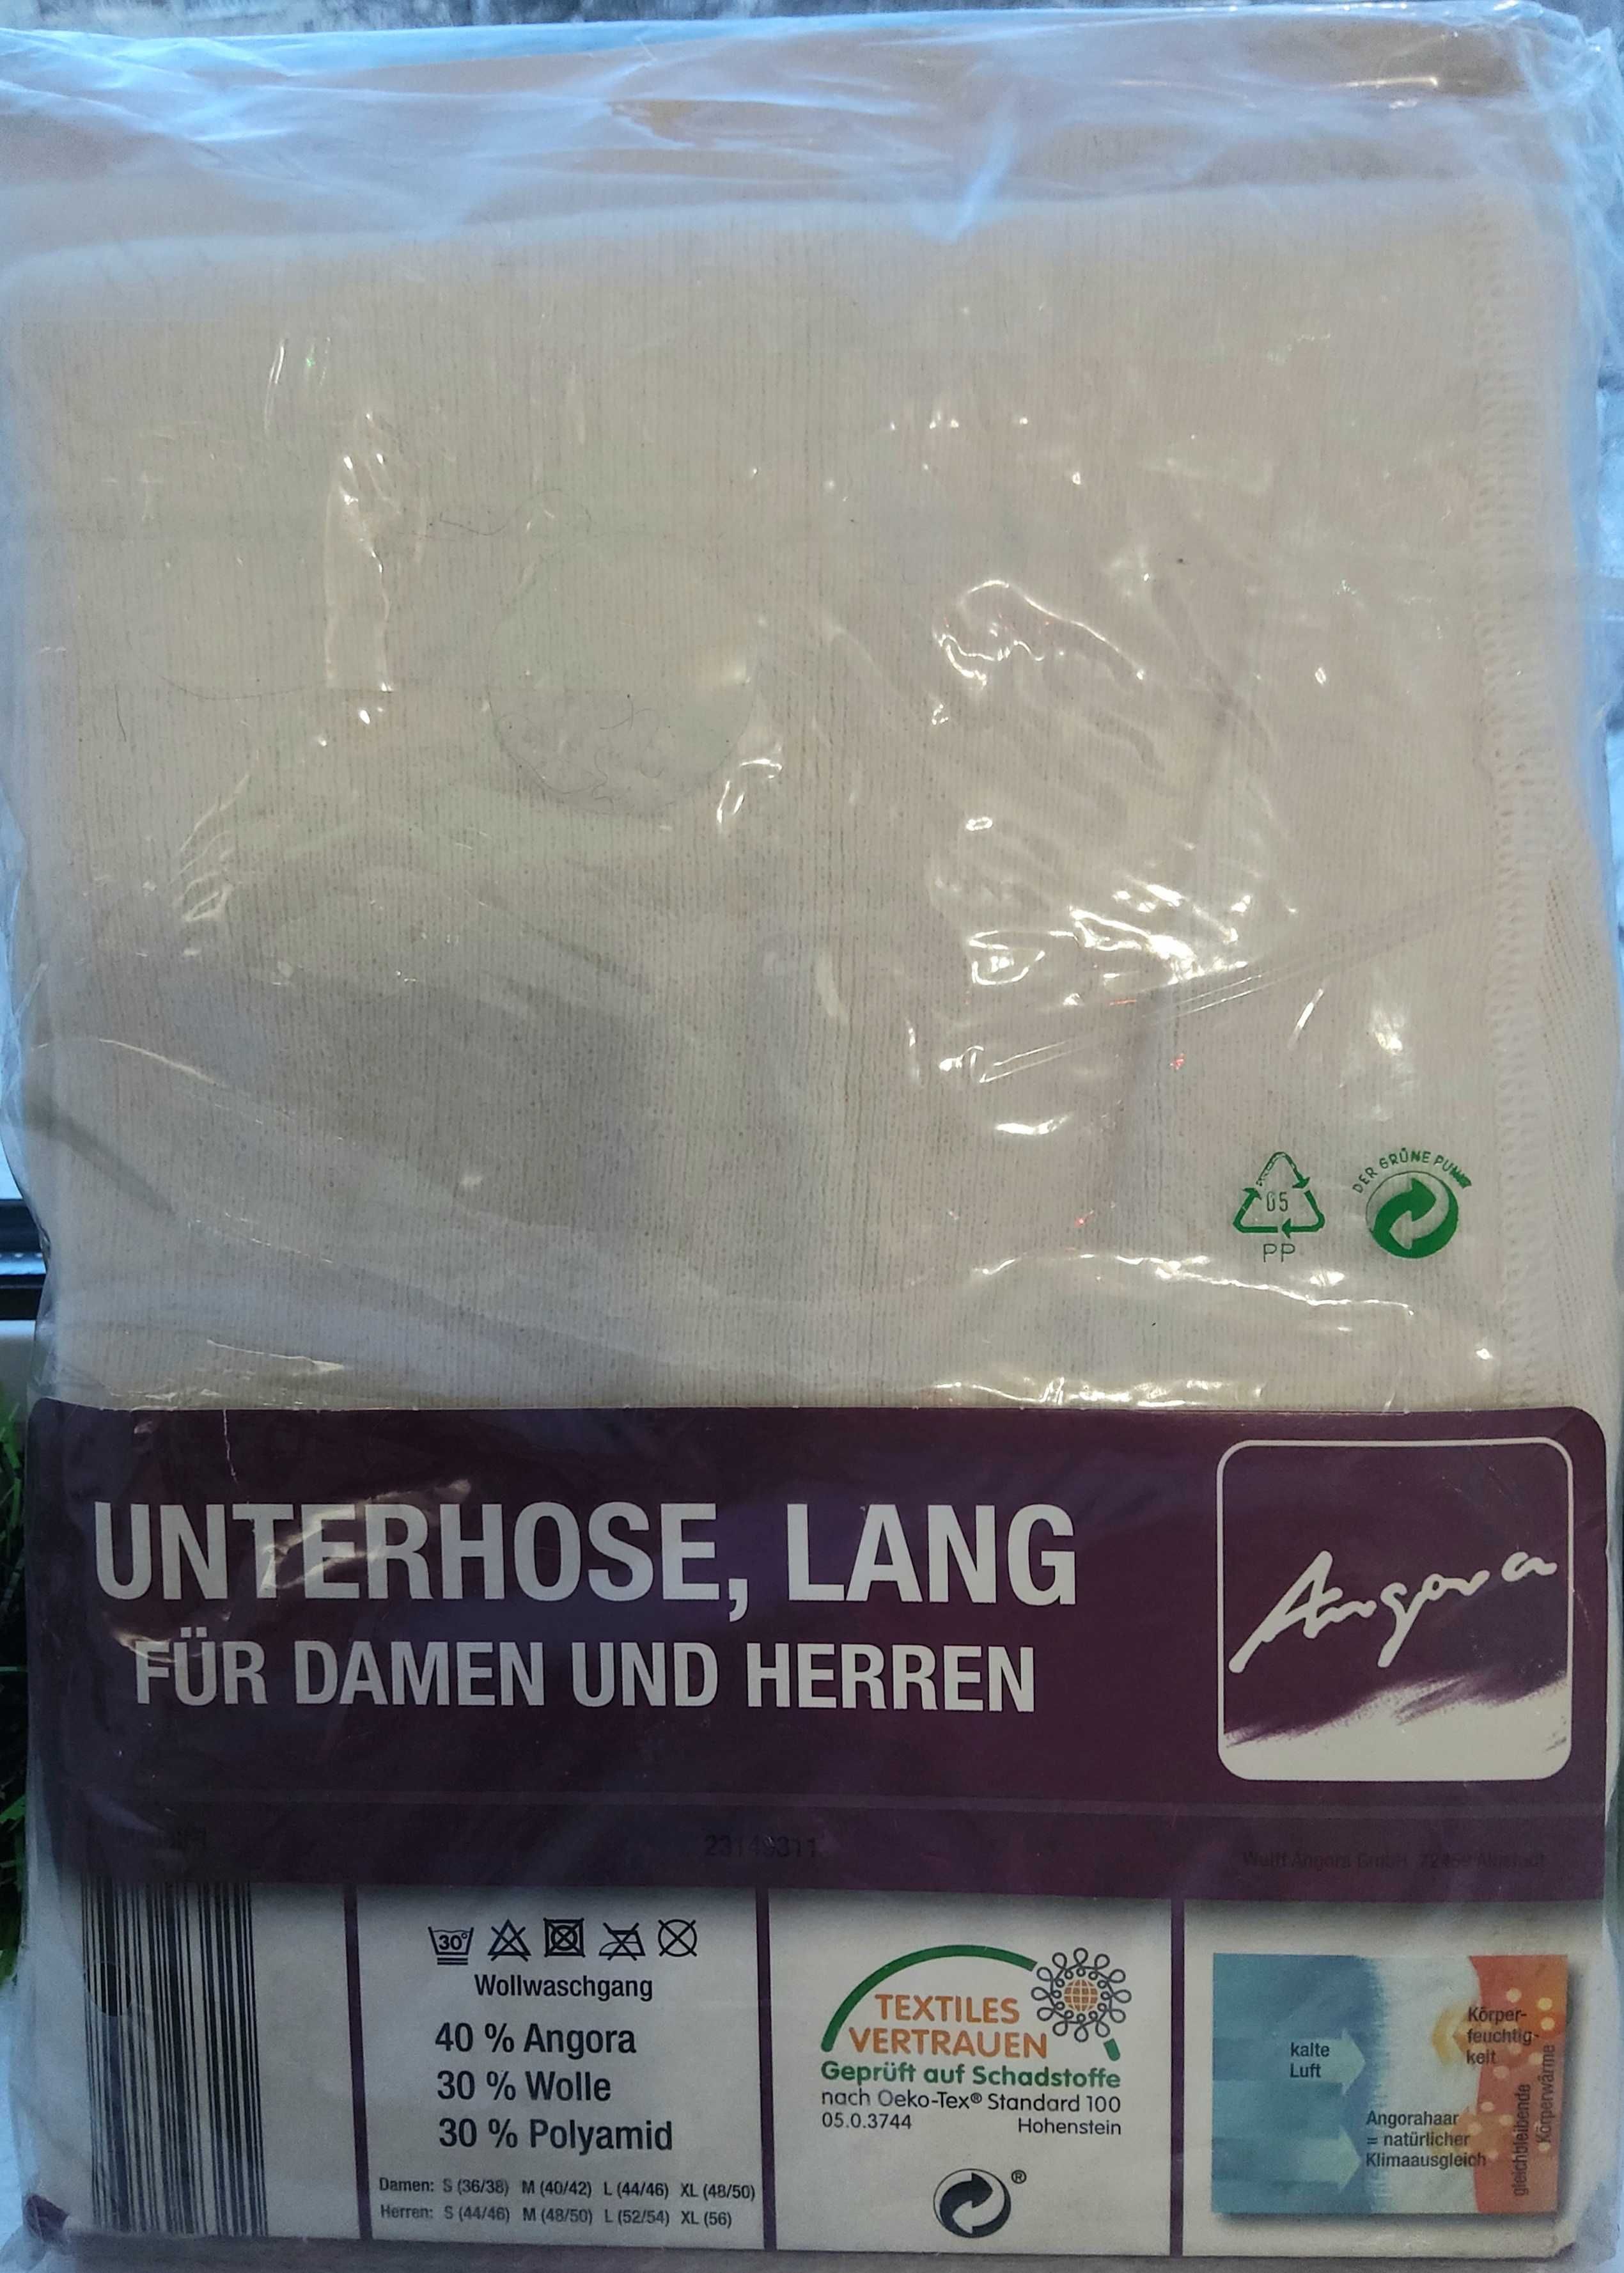 05
PP
DER GRÜNE PUNKT
UNTERHOSE, LANG
FÜR DAMEN UND HERREN
Angora
30°
Wollwaschgang
40 % Angora
30 % Wolle
30 % Polyamid
Damen: S (36/38) M (40/42) L (44/46) XL (48/50)
Herren: S (44/46) M (48/50) L (52/54) XL (56)
TEXTILES
VERTRAUEN
Geprüft auf Schadstoffe
nach Oeko-Tex® Standard 100
05.0.3744 Hohenstein
®
kalte
Luft
Körper-
feuchtig-
keit
Angorahaar
= natürlicher
Klimaausgleich
gleichbleibende
Körperwärme